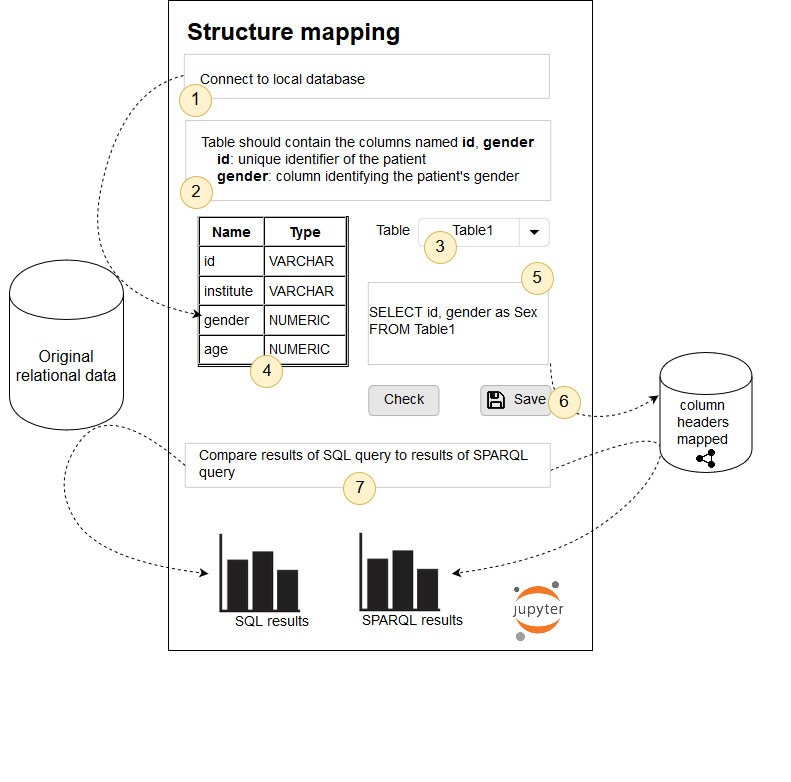 Structure mapping
Connect to local database
1
Table should contain the columns named id, gender
id: unique identifier of the patient
gender: column identifying the patient's gender
2
Name Type
id VARCHAR
institute VARCHAR
gender NUMERIC
age NUMERIC
4
Table Table1
3
5
SELECT id, gender as Sex
FROM Table1
Check
Save
6
Original
relational data
column
headers
mapped
Compare results of SQL query to results of SPARQL
query
7
SQL results
SPARQL results
jupyter